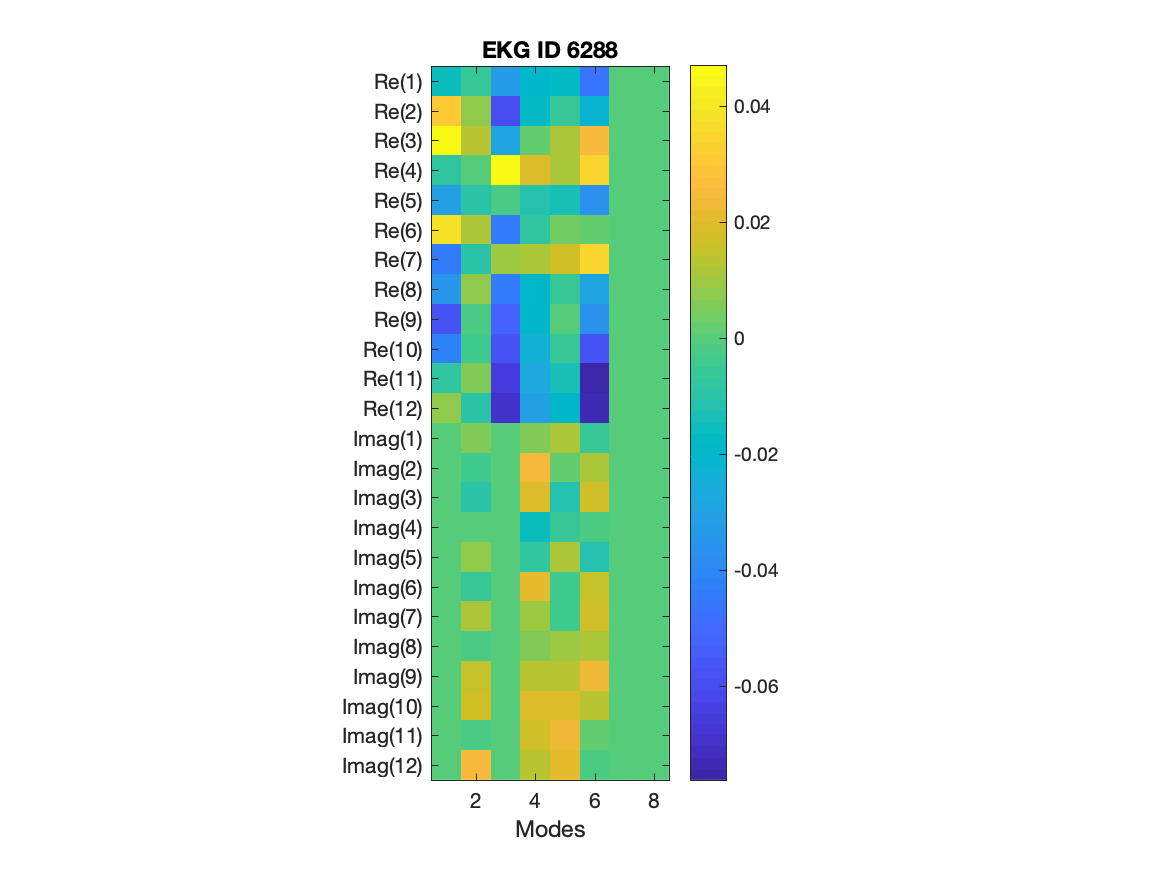 EKG ID 6288
Re(1)
Re(2)
Re(3)
Re(4)
Re(5)
Re(6)
Re(7)
Re(8)
Re(9)
Re(10)
Re(11)
Re(12)
Imag(1)
Imag(2)
Imag(3)
Imag(4)
Imag(5)
Imag(6)
Imag(7)
Imag(8)
Imag(9)
Imag(10)
Imag(11)
Imag(12)
2 4 6 8
Modes
0.04
0.02
0
-0.02
-0.04
-0.06